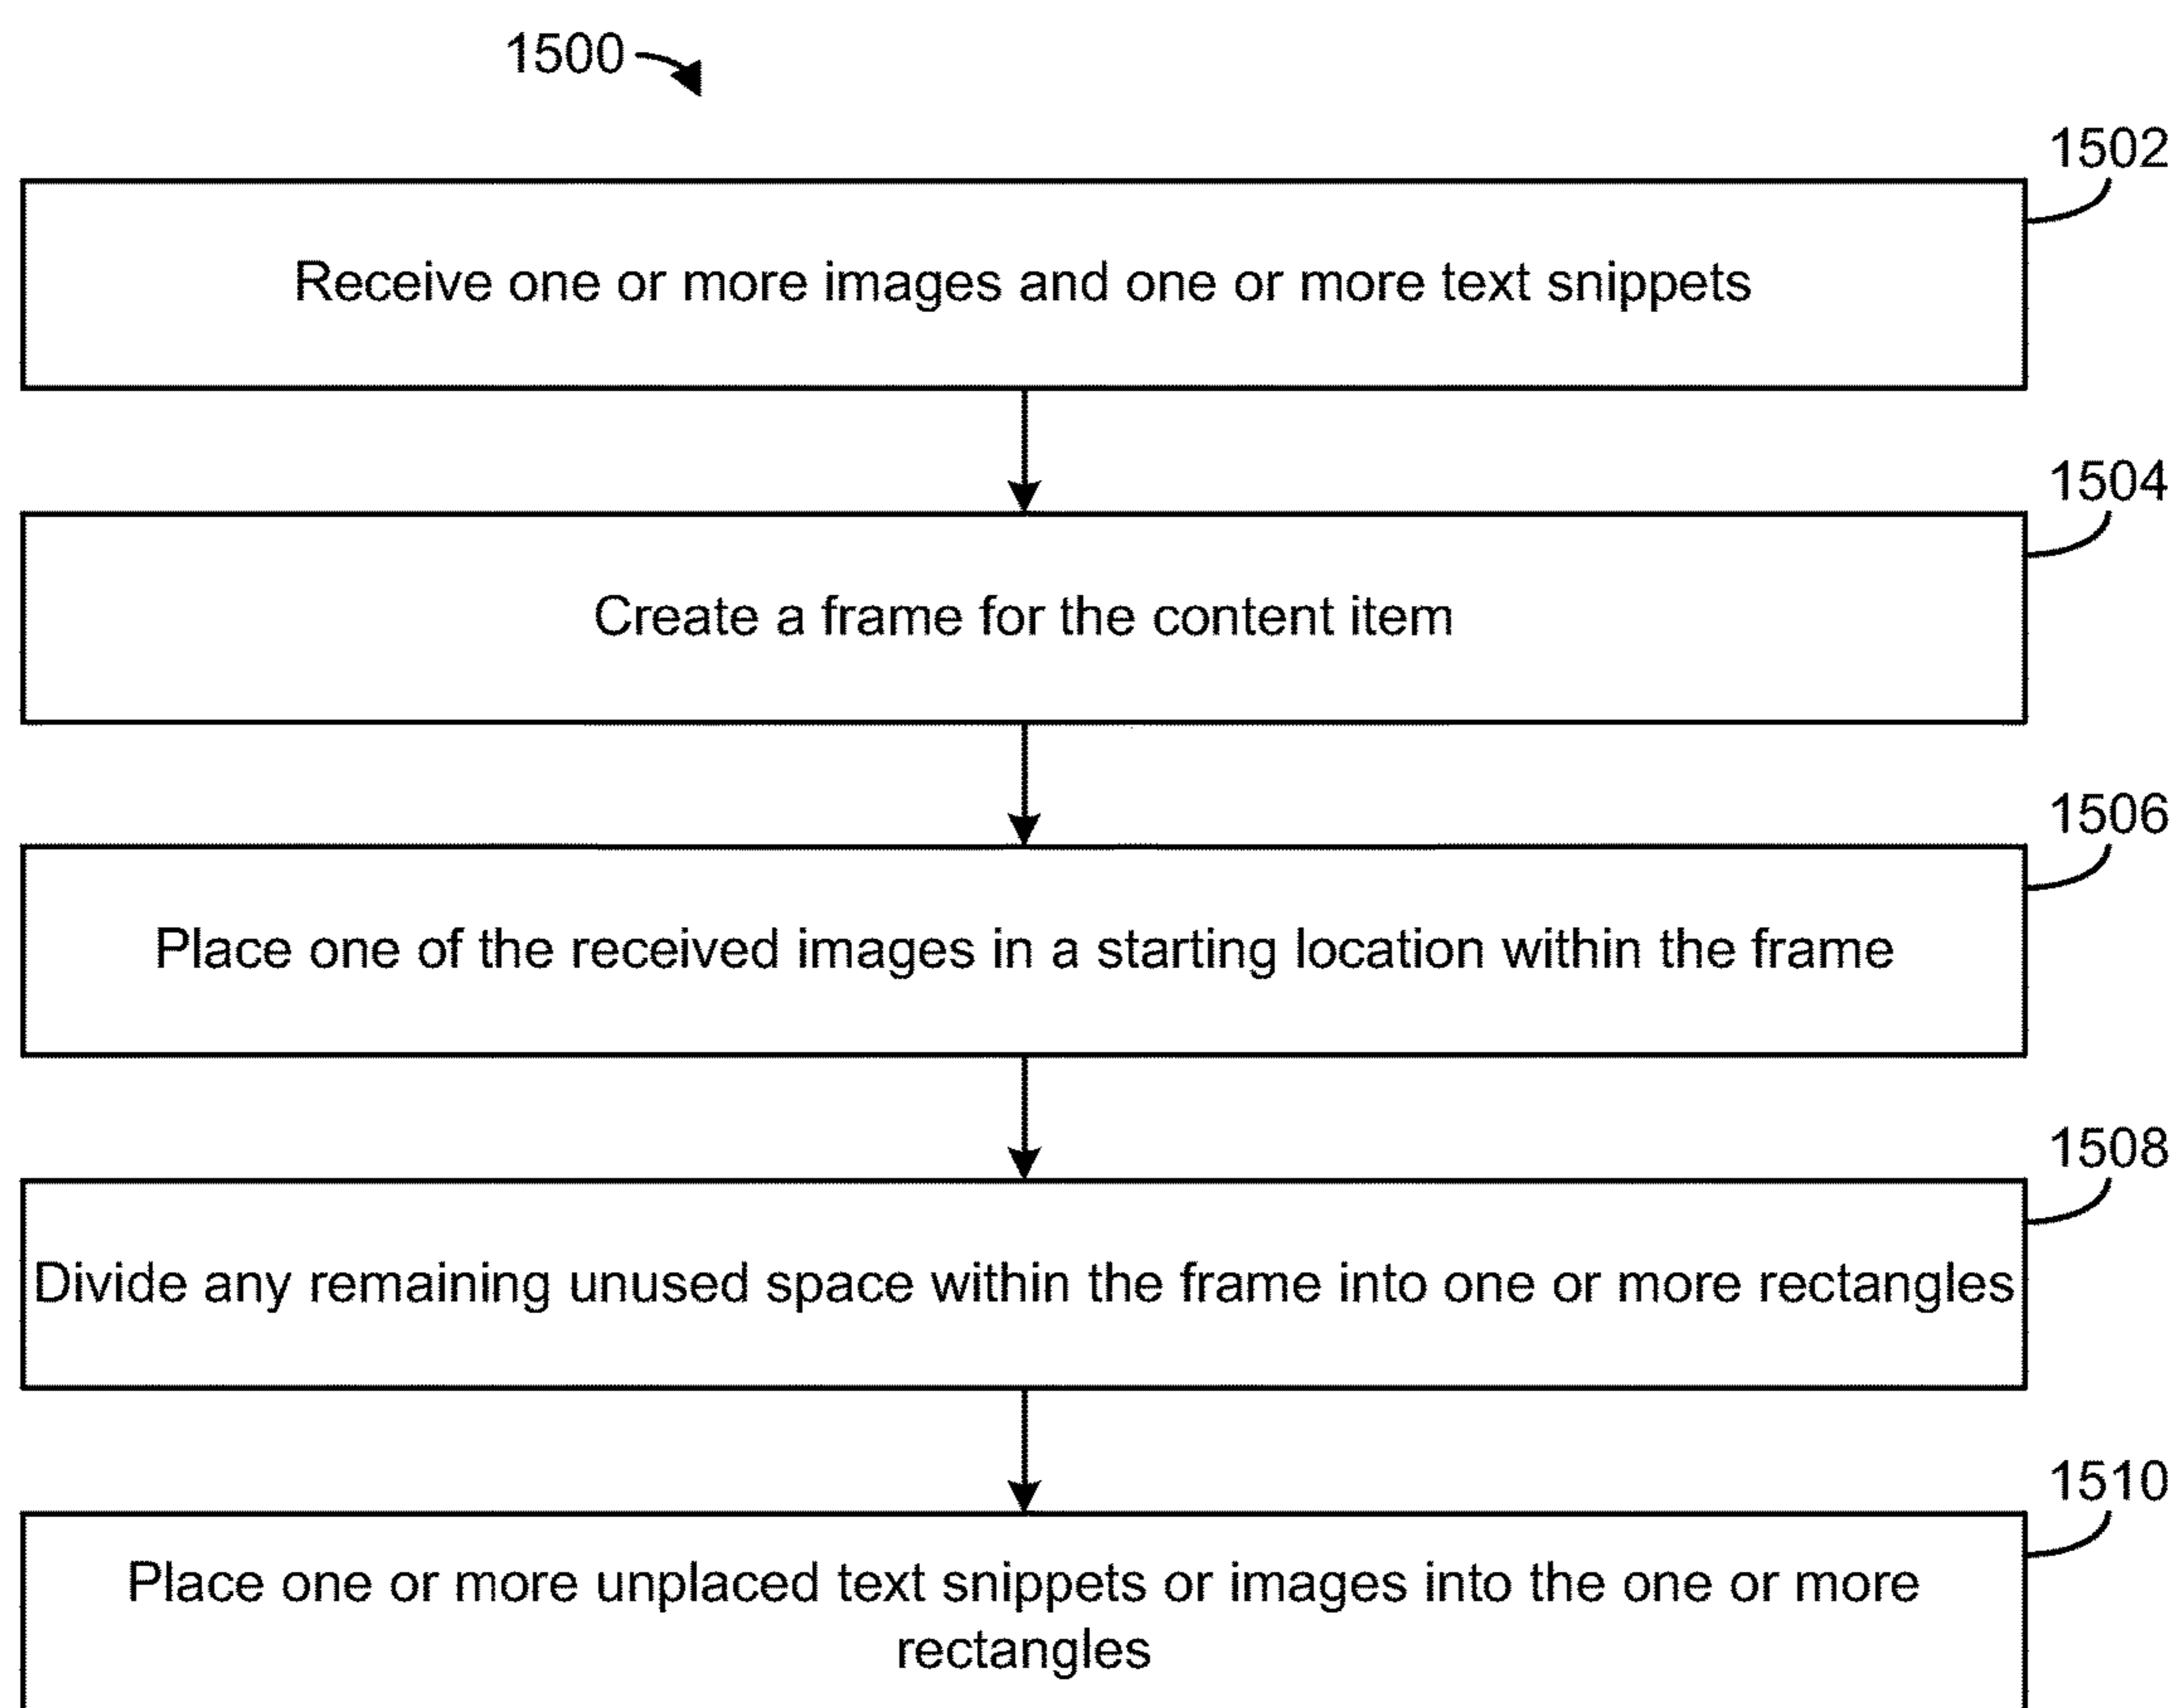 1500
1502
Receive one or more images and one or more text snippets
1504
Create a frame for the content item
1506
Place one of the received images in a starting location within the frame
1508
Divide any remaining unused space within the frame into one or more rectangles
1510
Place one or more unplaced text snippets or images into the one or more
rectangles